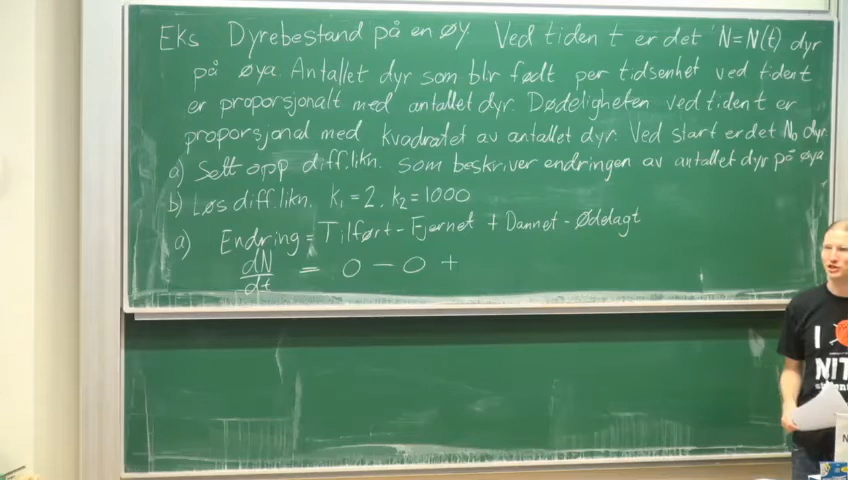 Eks Dyrebestand på en øy. Ved tiden t er det N=N(t) dyr
på øya. Antallet dyr som blir født per tidsenhet ved tiden t
er proporsjonalt med antallet dyr. Dødeligheten ved tiden t er
proporsjonal med kvadratet av antallet dyr. Ved start er det N₀ dyr.
a) Sett opp diff.likn. som beskriver endringen av antallet dyr på øya
b) Løs diff.likn. k₁=2, k₂=1000
a) Endring = Tilført - Fjernet + Dannet - Ødelagt
dN/dt = 0 - 0 +
I
NIT